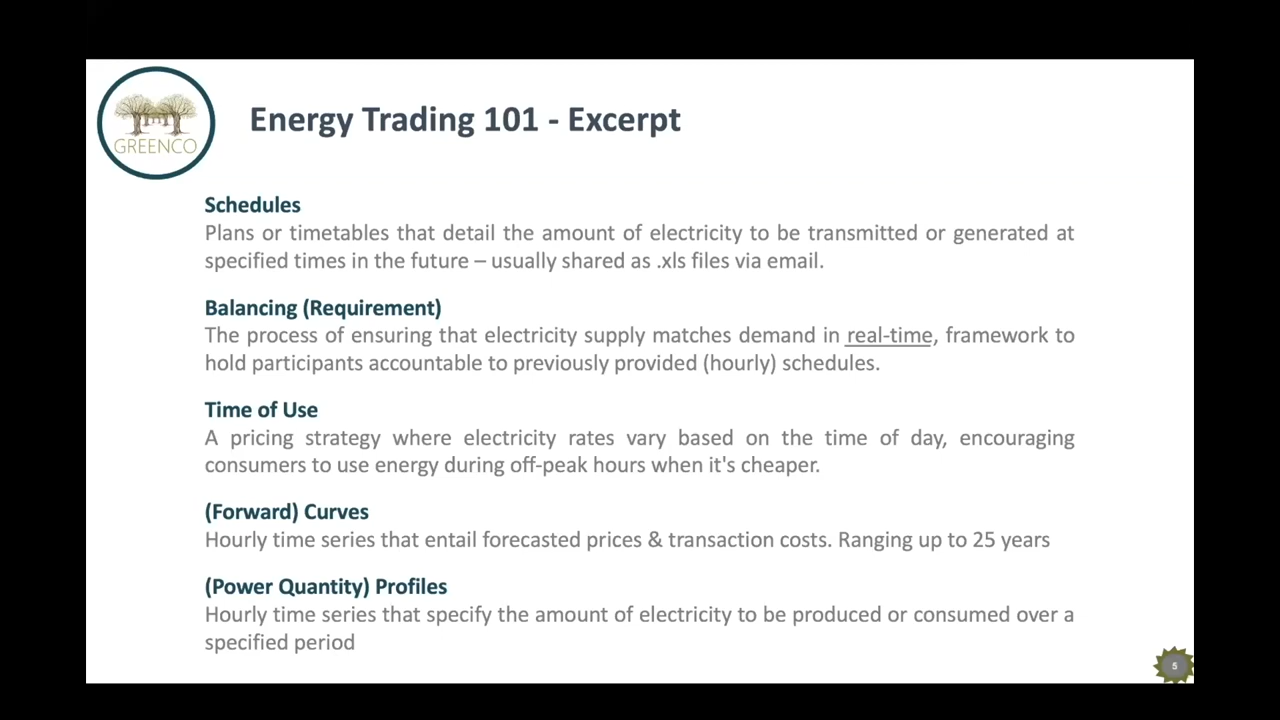 GREENCO
Energy Trading 101 - Excerpt
Schedules
Plans or timetables that detail the amount of electricity to be transmitted or generated at
specified times in the future – usually shared as .xls files via email.
Balancing (Requirement)
The process of ensuring that electricity supply matches demand in real-time, framework to
hold participants accountable to previously provided (hourly) schedules.
Time of Use
A pricing strategy where electricity rates vary based on the time of day, encouraging
consumers to use energy during off-peak hours when it's cheaper.
(Forward) Curves
Hourly time series that entail forecasted prices & transaction costs. Ranging up to 25 years
(Power Quantity) Profiles
Hourly time series that specify the amount of electricity to be produced or consumed over a
specified period
5